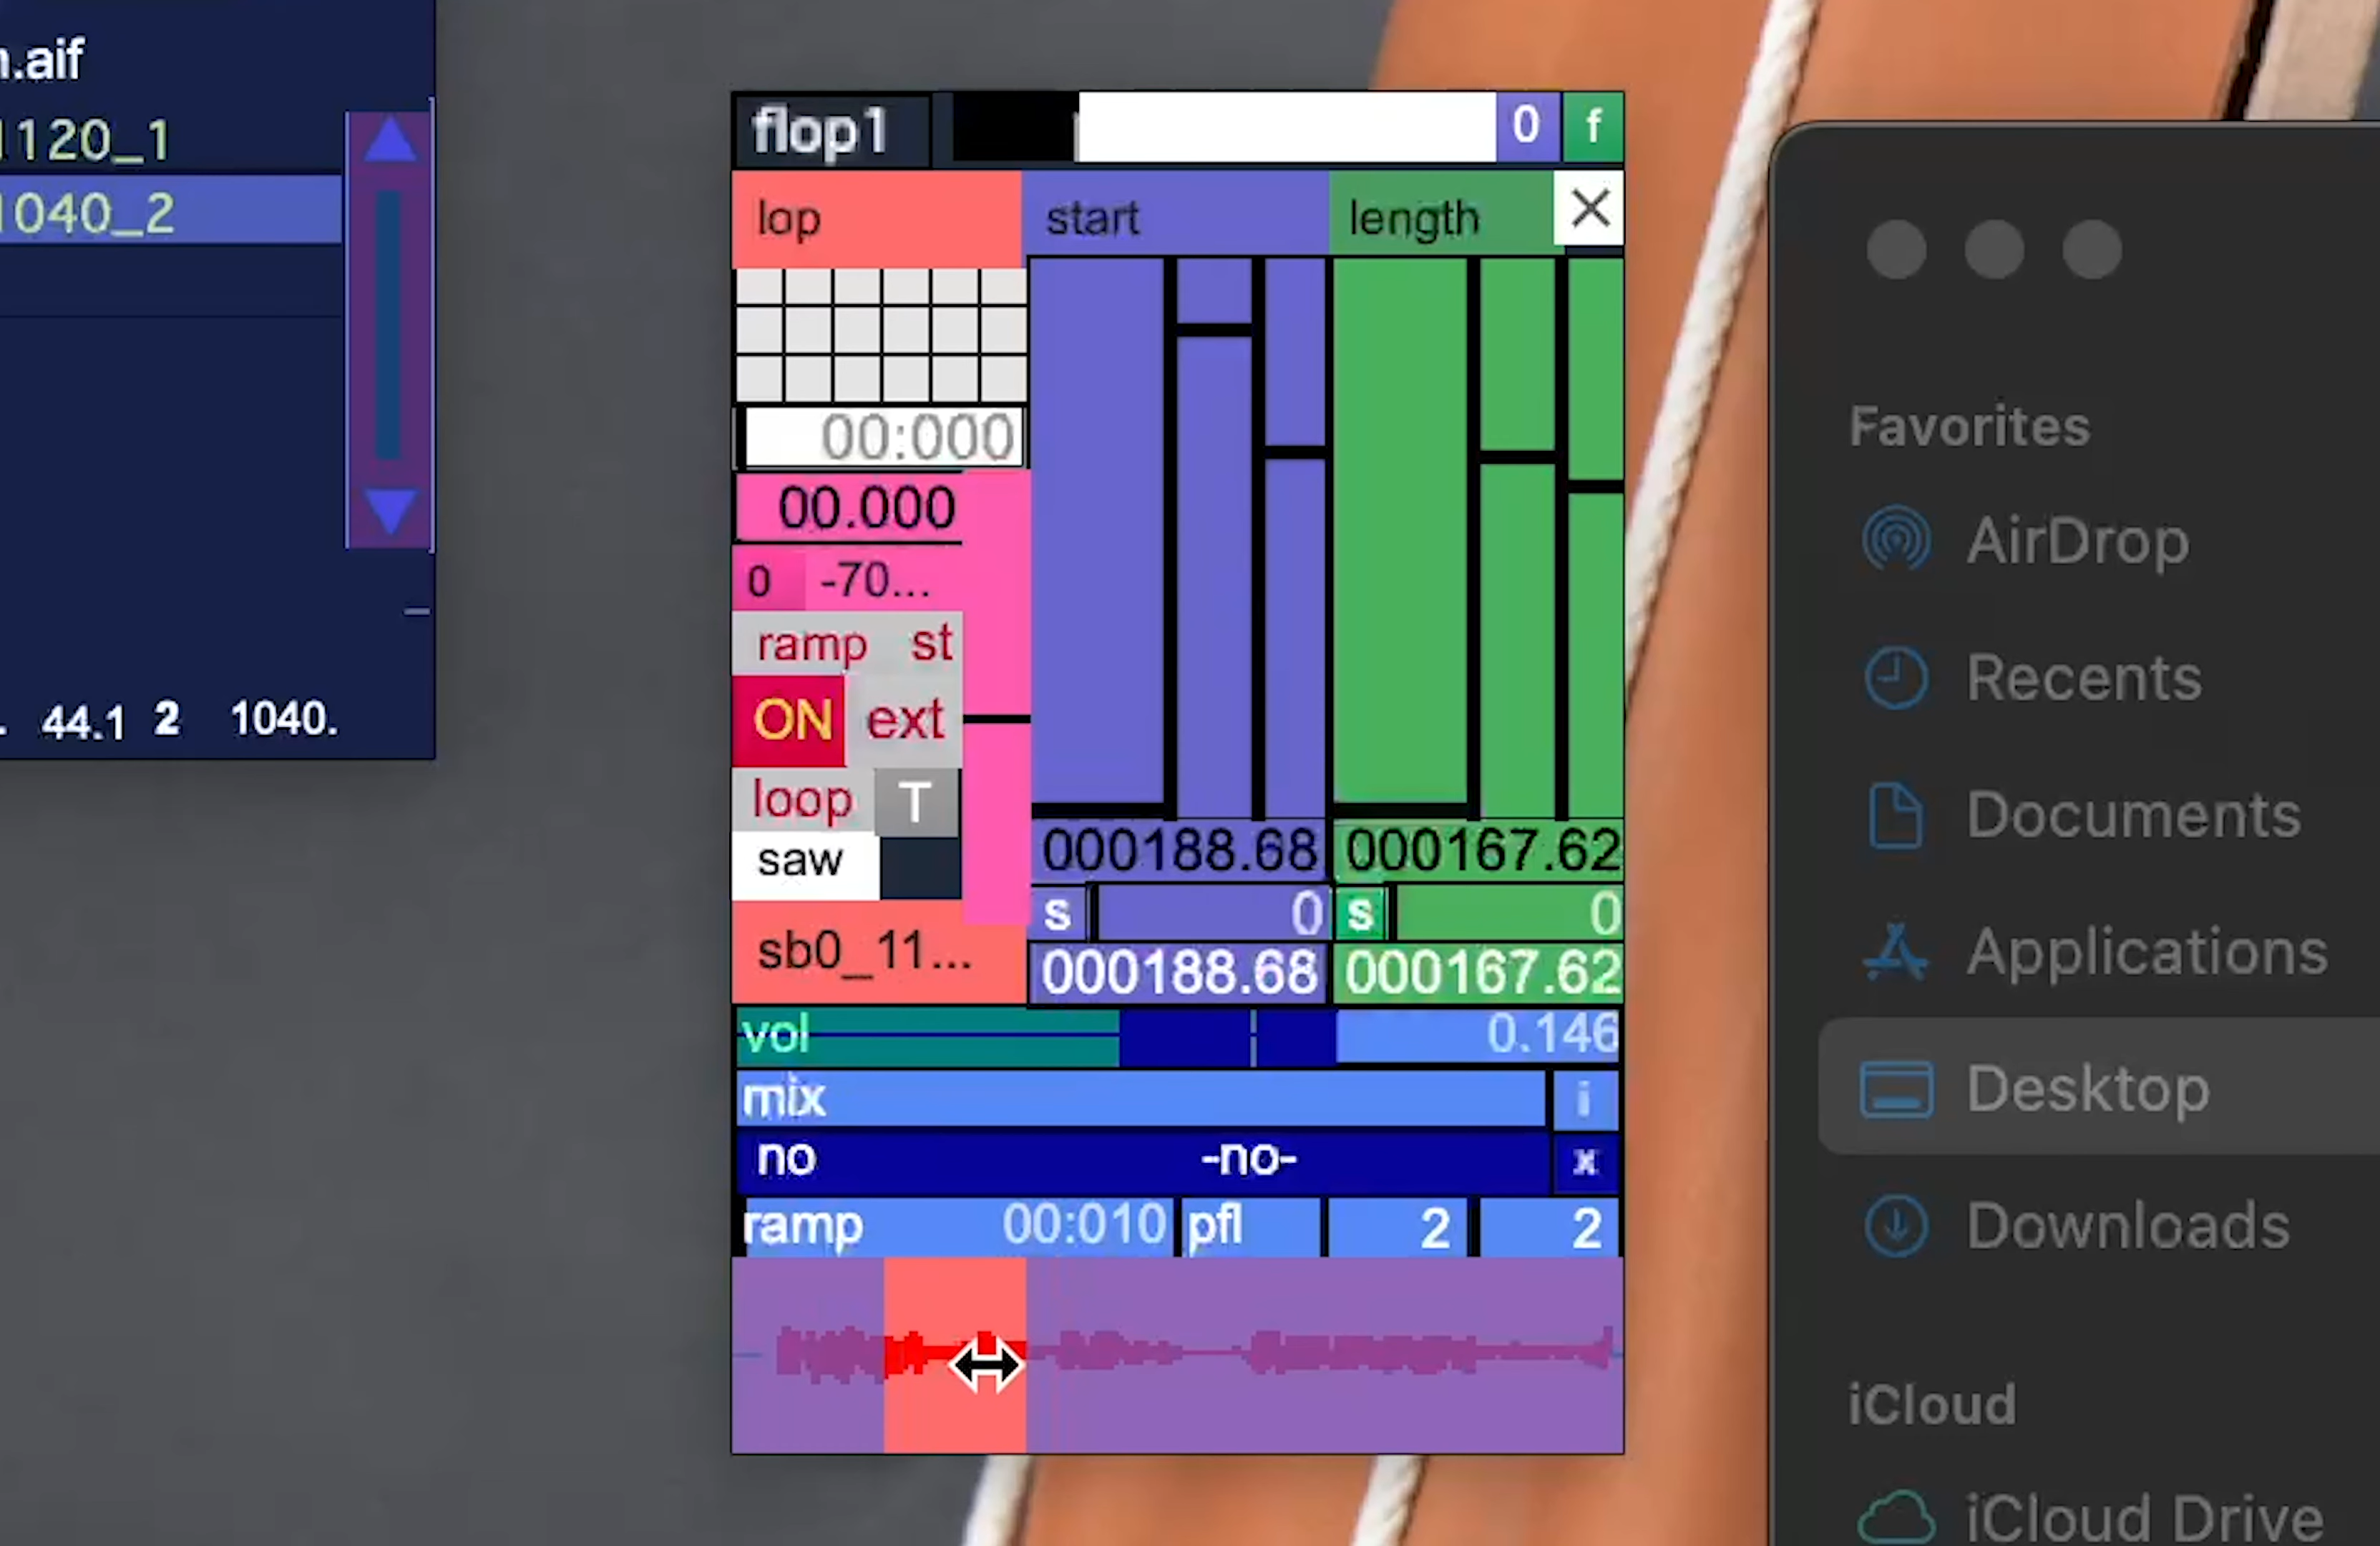 .aif
1120_1
1040_2
44.1 2 1040.
flop1 0 f
lop start length
00:000
00.000
0 -70...
ramp st
ON ext
loop T
saw
000188.68 000167.62
s 0 s 0
sb0_11...
000188.68 000167.62
vol 0.146
mix i
no -no- x
ramp 00:010 pfl 2 2
Favorites
AirDrop
Recents
Documents
Applications
Desktop
Downloads
iCloud
iCloud Drive